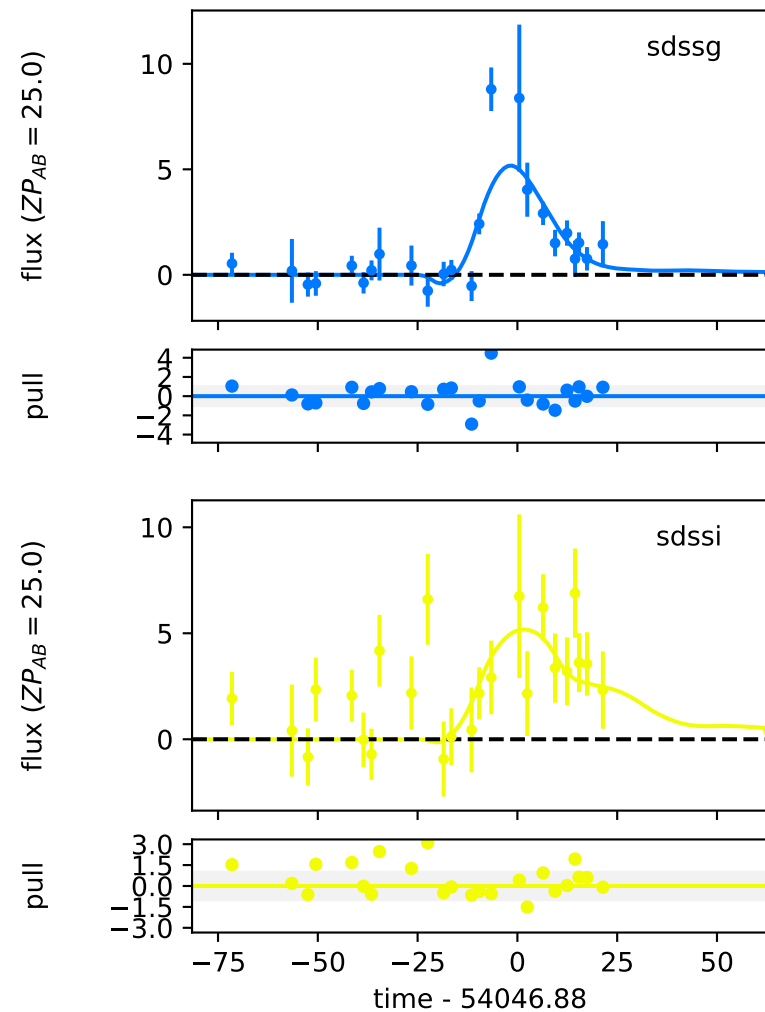 sdssg
flux (ZP_AB = 25.0)
10
5
0
pull
4
2
0
−2
−4
sdssi
flux (ZP_AB = 25.0)
10
5
0
pull
3.0
1.5
0.0
−1.5
−3.0
−75 −50 −25 0 25 50
time - 54046.88